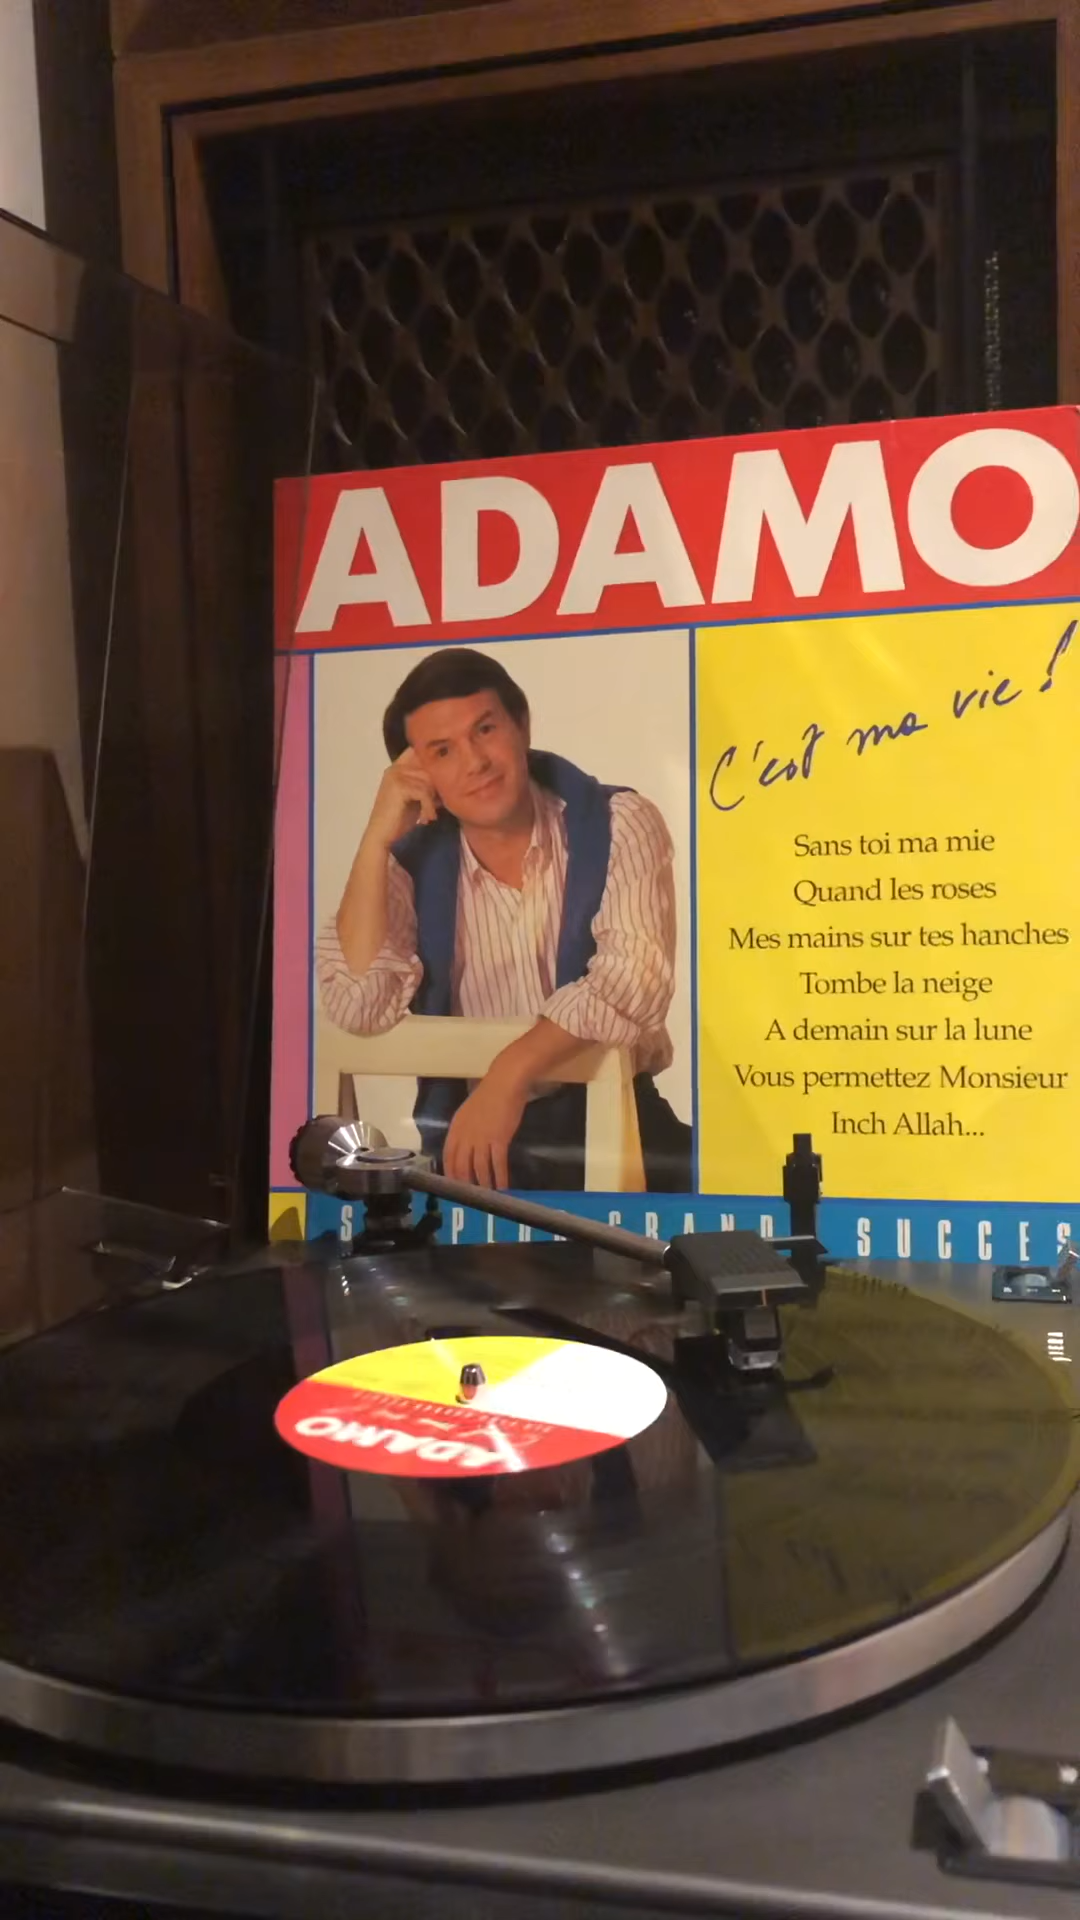 ADAMO
C'est ma vie !
Sans toi ma mie
Quand les roses
Mes mains sur tes hanches
Tombe la neige
A demain sur la lune
Vous permettez Monsieur
Inch Allah...
SUCCES
ADAMO